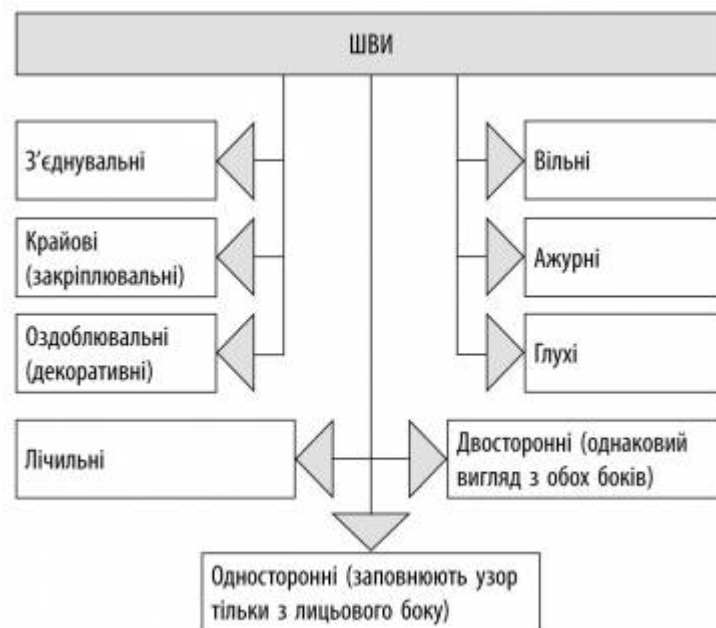 ШВИ
З’єднувальні
Крайові
(закріплювальні)
Оздоблювальні
(декоративні)
Вільні
Ажурні
Глухі
Лічильні
Двосторонні (однаковий
вигляд з обох боків)
Односторонні (заповнюють узор
тільки з лицьового боку)